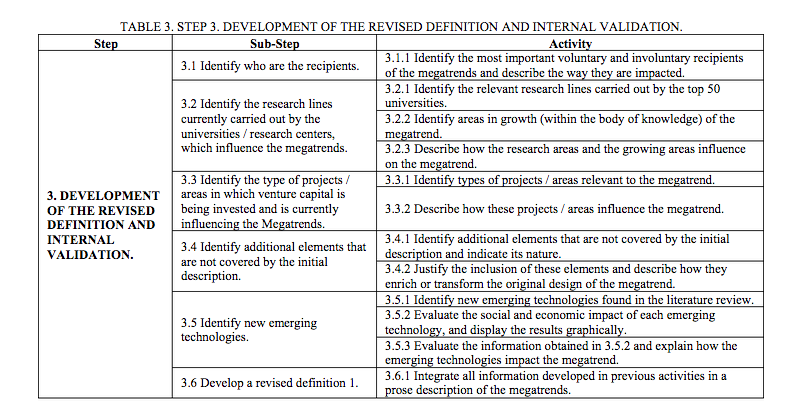 TABLE 3. STEP 3. DEVELOPMENT OF THE REVISED DEFINITION AND INTERNAL VALIDATION.
Step
Sub-Step
Activity
3. DEVELOPMENT
OF THE REVISED
DEFINITION AND
INTERNAL
VALIDATION.
3.1 Identify who are the recipients.
3.1.1 Identify the most important voluntary and involuntary recipients
of the megatrends and describe the way they are impacted.
3.2 Identify the research lines
currently carried out by the
universities / research centers,
which influence the megatrends.
3.2.1 Identify the relevant research lines carried out by the top 50
universities.
3.2.2 Identify areas in growth (within the body of knowledge) of the
megatrend.
3.2.3 Describe how the research areas and the growing areas influence
on the megatrend.
3.3 Identify the type of projects /
areas in which venture capital is
being invested and is currently
influencing the Megatrends.
3.3.1 Identify types of projects / areas relevant to the megatrend.
3.3.2 Describe how these projects / areas influence the megatrend.
3.4 Identify additional elements that
are not covered by the initial
description.
3.4.1 Identify additional elements that are not covered by the initial
description and indicate its nature.
3.4.2 Justify the inclusion of these elements and describe how they
enrich or transform the original design of the megatrend.
3.5 Identify new emerging
technologies.
3.5.1 Identify new emerging technologies found in the literature review.
3.5.2 Evaluate the social and economic impact of each emerging
technology, and display the results graphically.
3.5.3 Evaluate the information obtained in 3.5.2 and explain how the
emerging technologies impact the megatrend.
3.6 Develop a revised definition 1.
3.6.1 Integrate all information developed in previous activities in a
prose description of the megatrends.